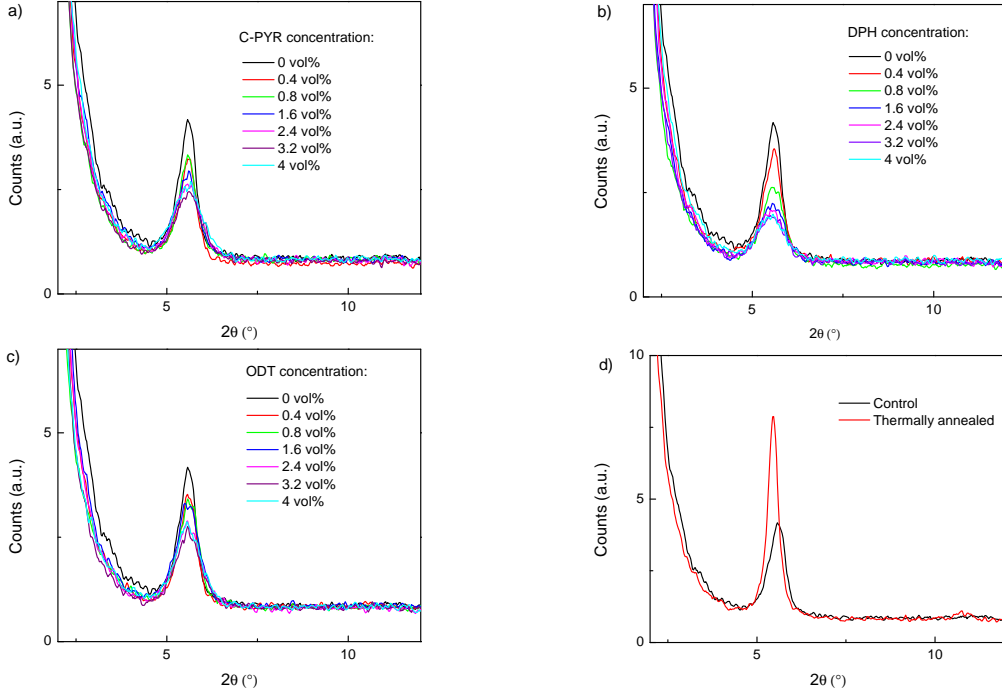 a)
C-PYR concentration:
0 vol%
0.4 vol%
0.8 vol%
1.6 vol%
2.4 vol%
3.2 vol%
4 vol%
Counts (a.u.)
5
0
5
10
2θ (°)
b)
DPH concentration:
0 vol%
0.4 vol%
0.8 vol%
1.6 vol%
2.4 vol%
3.2 vol%
4 vol%
Counts (a.u.)
5
0
5
10
2θ (°)
c)
ODT concentration:
0 vol%
0.4 vol%
0.8 vol%
1.6 vol%
2.4 vol%
3.2 vol%
4 vol%
Counts (a.u.)
5
0
5
10
2θ (°)
d)
Control
Thermally annealed
Counts (a.u.)
10
5
0
5
10
2θ (°)